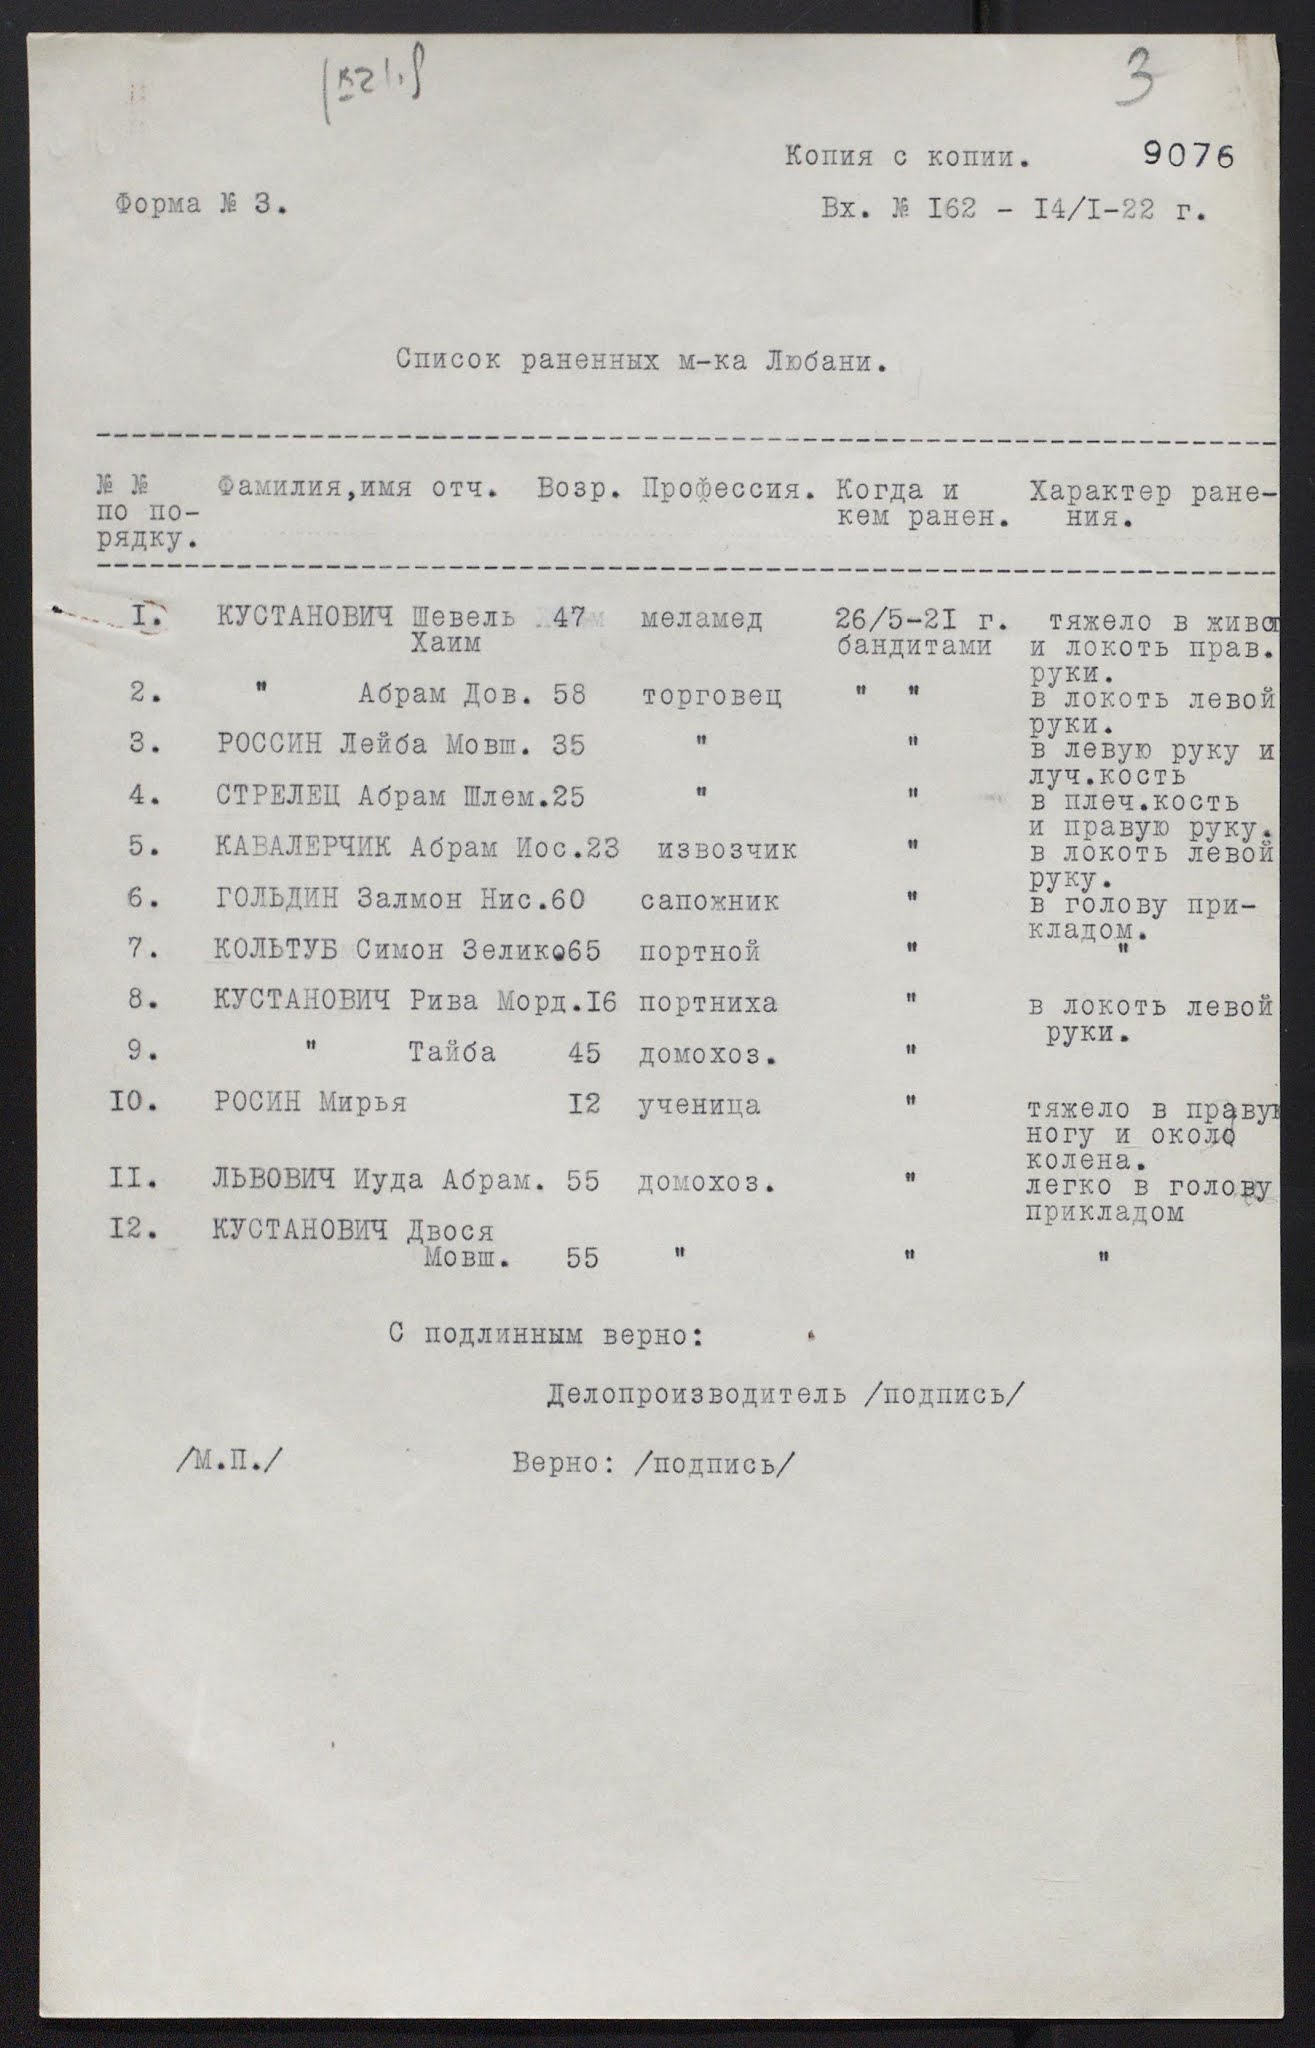 3
Копия с копии. 9076
Форма № 3. Вх. № I62 - I4/I-22 г.
Список раненных м-ка Любани.
№ № Фамилия,имя отч. Возр. Профессия. Когда и Характер ране-
по по- кем ранен. ния.
рядку.
I. КУСТАНОВИЧ Шевель 47 меламед 26/5-2I г. тяжело в живот
Хаим бандитами и локоть прав.
руки.
2. " Абрам Дов. 58 торговец " " в локоть левой
руки.
3. РОССИН Лейба Мовш. 35 " " в левую руку и
луч.кость
4. СТРЕЛЕЦ Абрам Шлем.25 " " в плеч.кость
и правую руку.
5. КАВАЛЕРЧИК Абрам Иос.23 извозчик " в локоть левой
руку.
6. ГОЛЬДИН Залмон Нис.60 сапожник " в голову при-
кладом.
7. КОЛЬТУБ Симон Зелико65 портной " "
8. КУСТАНОВИЧ Рива Морд.I6 портниха " в локоть левой
руки.
9. " Тайба 45 домохоз. "
I0. РОСИН Мирья I2 ученица " тяжело в правую
ногу и около
колена.
II. ЛЬВОВИЧ Иуда Абрам. 55 домохоз. " легко в голову
прикладом
I2. КУСТАНОВИЧ Двося
Мовш. 55 " " "
С подлинным верно:
Делопроизводитель /подпись/
/М.П./ Верно: /подпись/